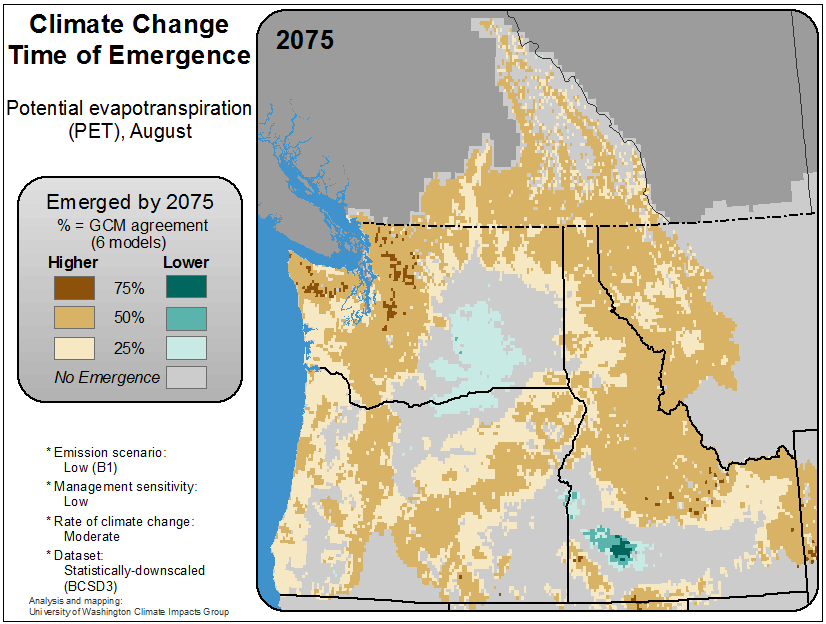 Climate Change
Time of Emergence
Potential evapotranspiration
(PET), August
Emerged by 2075
% = GCM agreement
(6 models)
Higher Lower
75%
50%
25%
No Emergence
* Emission scenario:
Low (B1)
* Management sensitivity:
Low
* Rate of climate change:
Moderate
* Dataset:
Statistically-downscaled
(BCSD3)
Analysis and mapping:
University of Washington Climate Impacts Group
2075